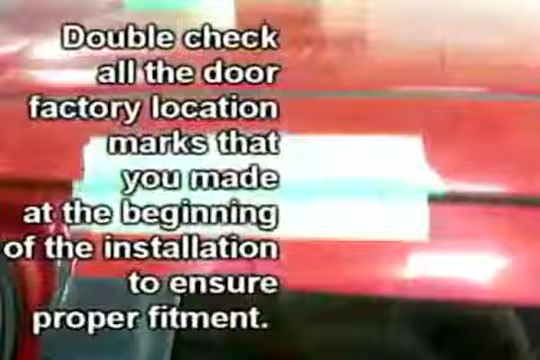 Double check
all the door
factory location
marks that
you made
at the beginning
of the installation
to ensure
proper fitment.